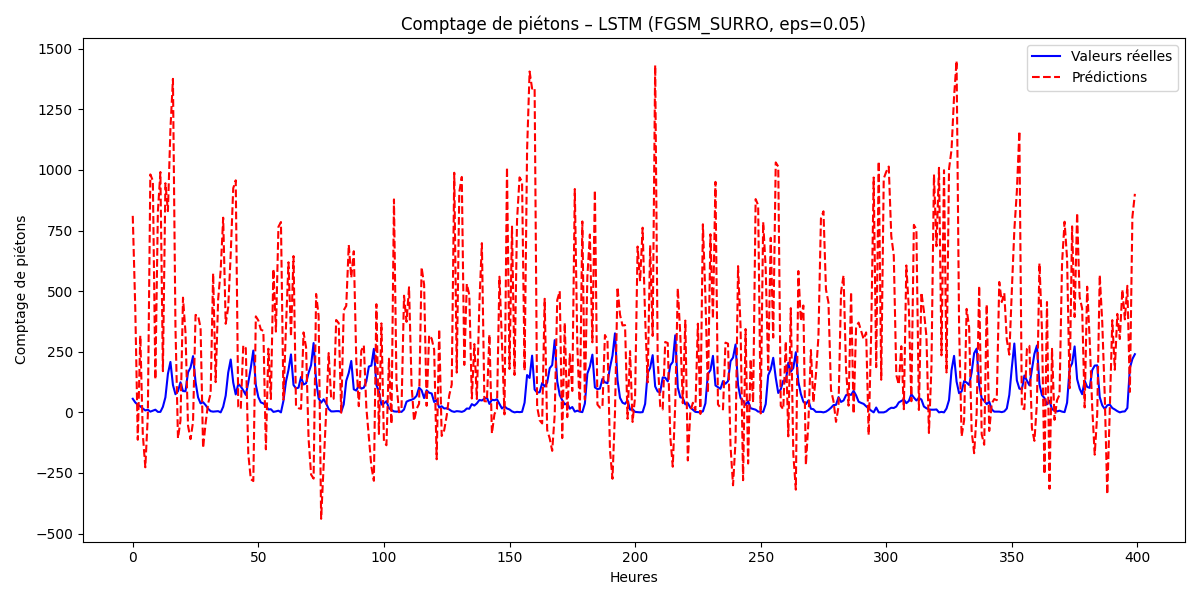 Comptage de piétons – LSTM (FGSM_SURRO, eps=0.05)
Valeurs réelles
Prédictions
Comptage de piétons
1500
1250
1000
750
500
250
0
−250
−500
0 50 100 150 200 250 300 350 400
Heures